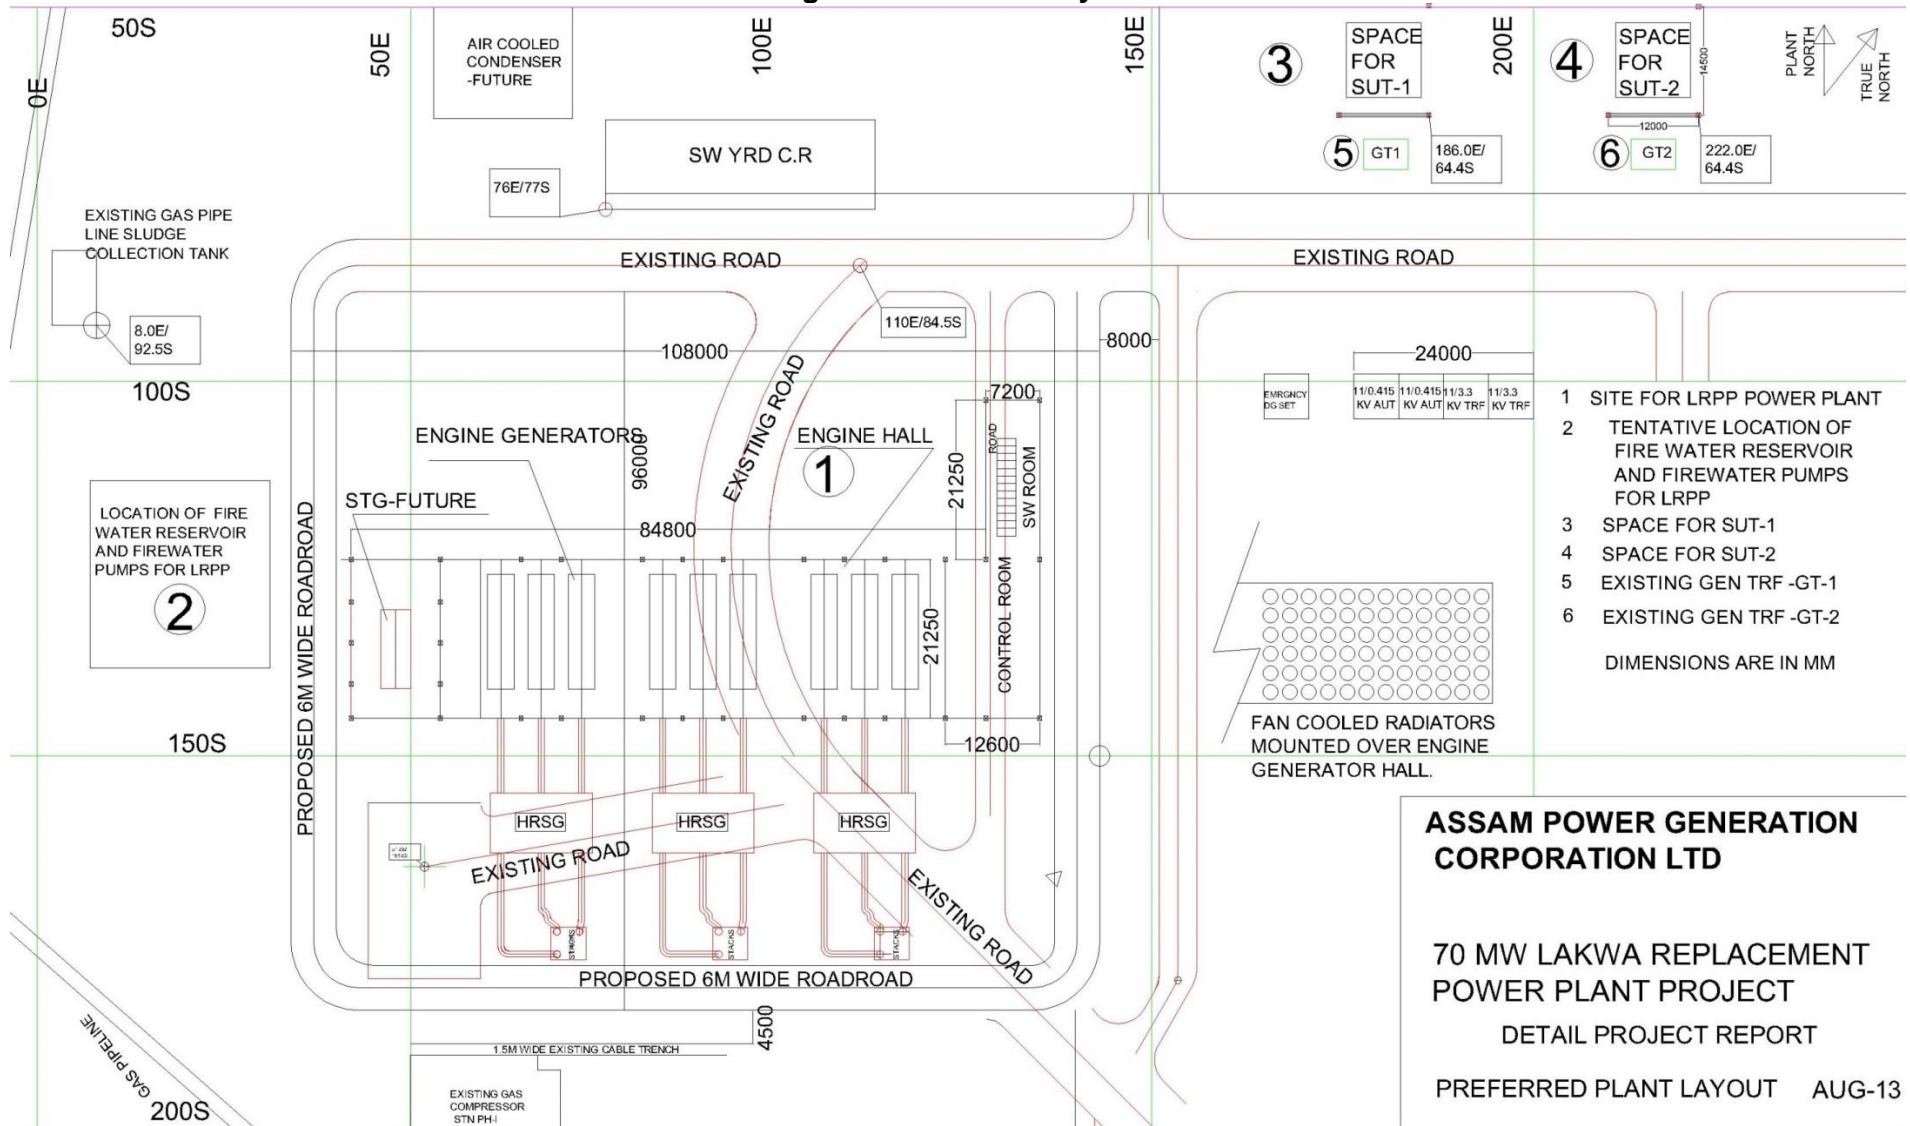 50S
0E
50E
AIR COOLED
CONDENSER
-FUTURE
100E
150E
3
SPACE
FOR
SUT-1
200E
4
SPACE
FOR
SUT-2
14500
PLANT
NORTH
TRUE
NORTH
12000
SW YRD C.R
5
GT1
186.0E/
64.4S
6
GT2
222.0E/
64.4S
76E/77S
EXISTING GAS PIPE
LINE SLUDGE
COLLECTION TANK
EXISTING ROAD
EXISTING ROAD
8.0E/
92.5S
110E/84.5S
108000
8000
24000
100S
EXISTING ROAD
7200
EMRGNCY
DG SET
11/0.415
KV AUT
11/0.415
KV AUT
11/3.3
KV TRF
11/3.3
KV TRF
1 SITE FOR LRPP POWER PLANT
2 TENTATIVE LOCATION OF
FIRE WATER RESERVOIR
AND FIREWATER PUMPS
FOR LRPP
3 SPACE FOR SUT-1
4 SPACE FOR SUT-2
5 EXISTING GEN TRF -GT-1
6 EXISTING GEN TRF -GT-2
DIMENSIONS ARE IN MM
ENGINE GENERATORS
96000
ENGINE HALL
1
21250
ROAD
SW ROOM
STG-FUTURE
84800
LOCATION OF FIRE
WATER RESERVOIR
AND FIREWATER
PUMPS FOR LRPP
2
PROPOSED 6M WIDE ROADROAD
21250
CONTROL ROOM
12600
150S
FAN COOLED RADIATORS
MOUNTED OVER ENGINE
GENERATOR HALL.
HRSG
HRSG
HRSG
EXISTING ROAD
EXISTING ROAD
STACKS
STACKS
STACKS
PROPOSED 6M WIDE ROADROAD
4500
1.5M WIDE EXISTING CABLE TRENCH
EXISTING GAS
COMPRESSOR
STN PH-I
GAS PIPELINE
200S
ASSAM POWER GENERATION
CORPORATION LTD
70 MW LAKWA REPLACEMENT
POWER PLANT PROJECT
DETAIL PROJECT REPORT
PREFERRED PLANT LAYOUT AUG-13